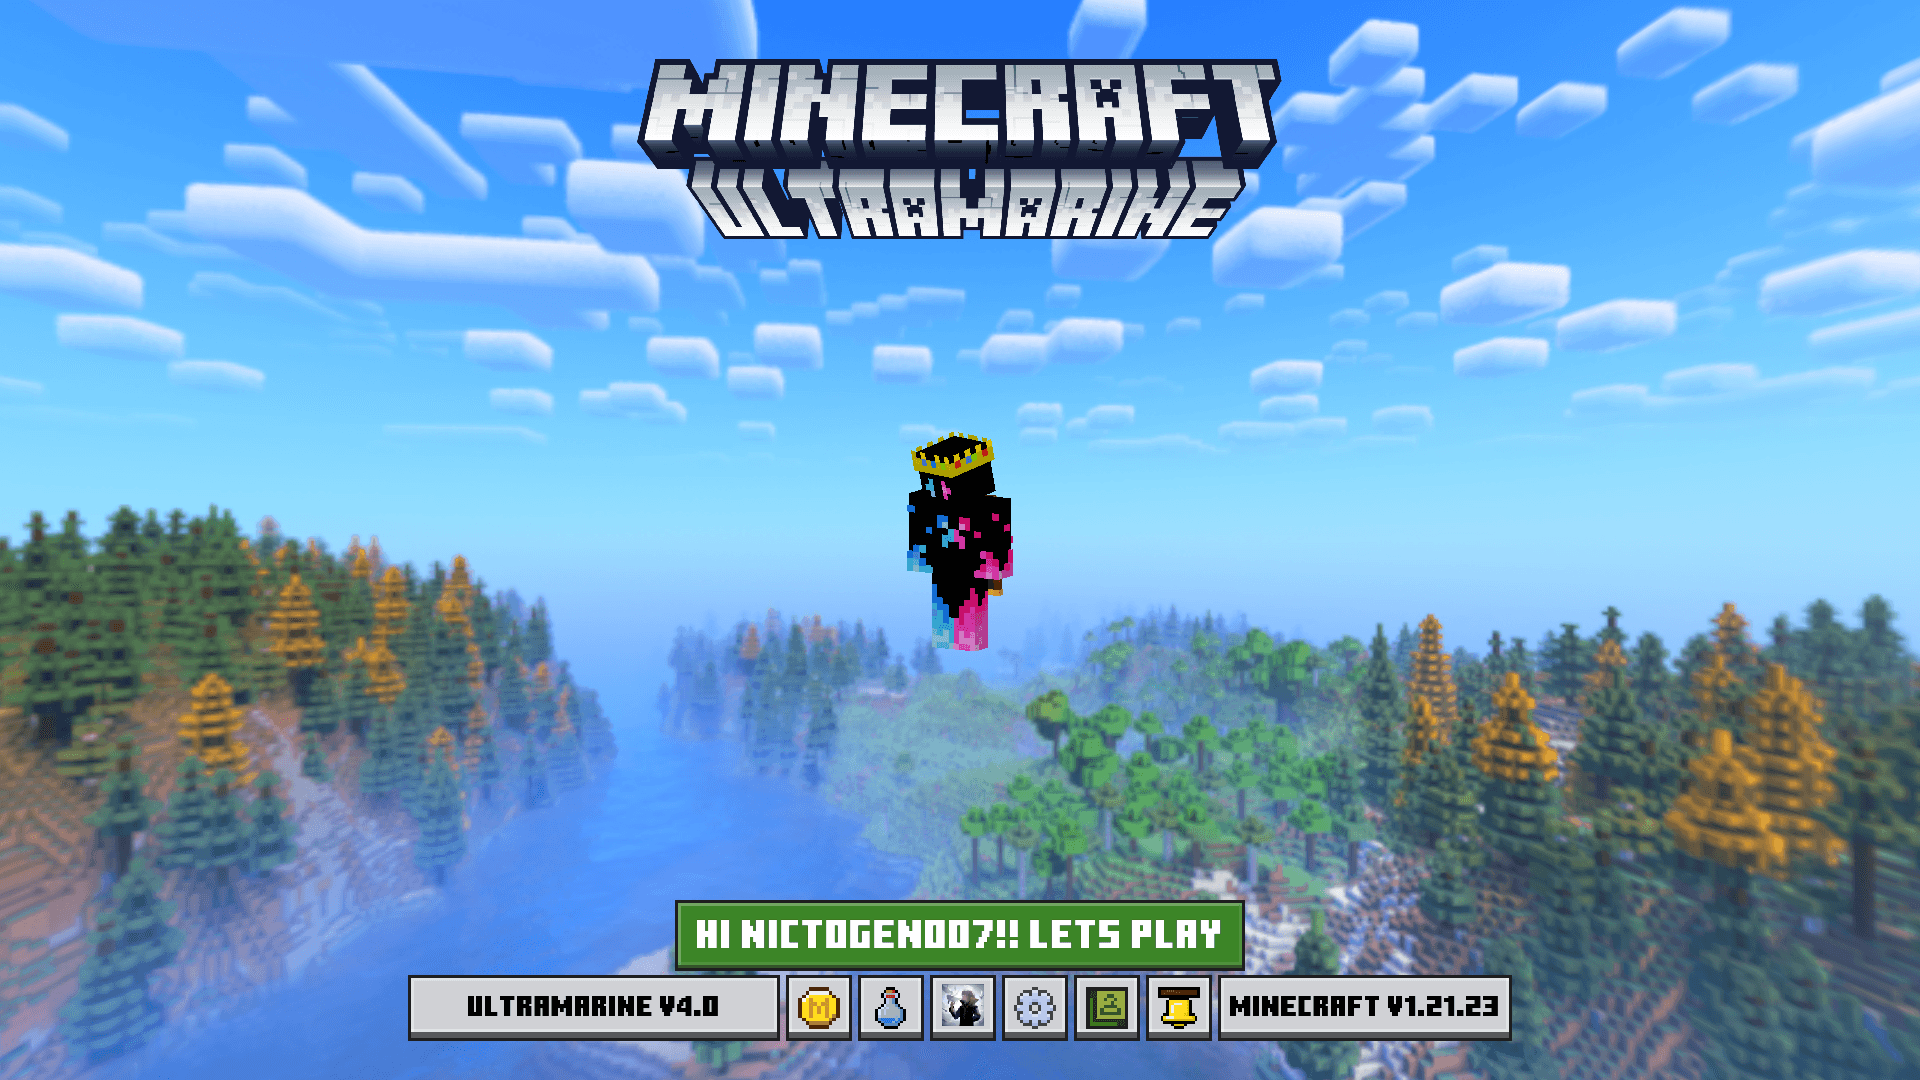 MINECRAFT
ULTRAMARINE
HI NICTOGEN007!! LETS PLAY
ULTRAMARINE V4.0
MINECRAFT V1.21.23